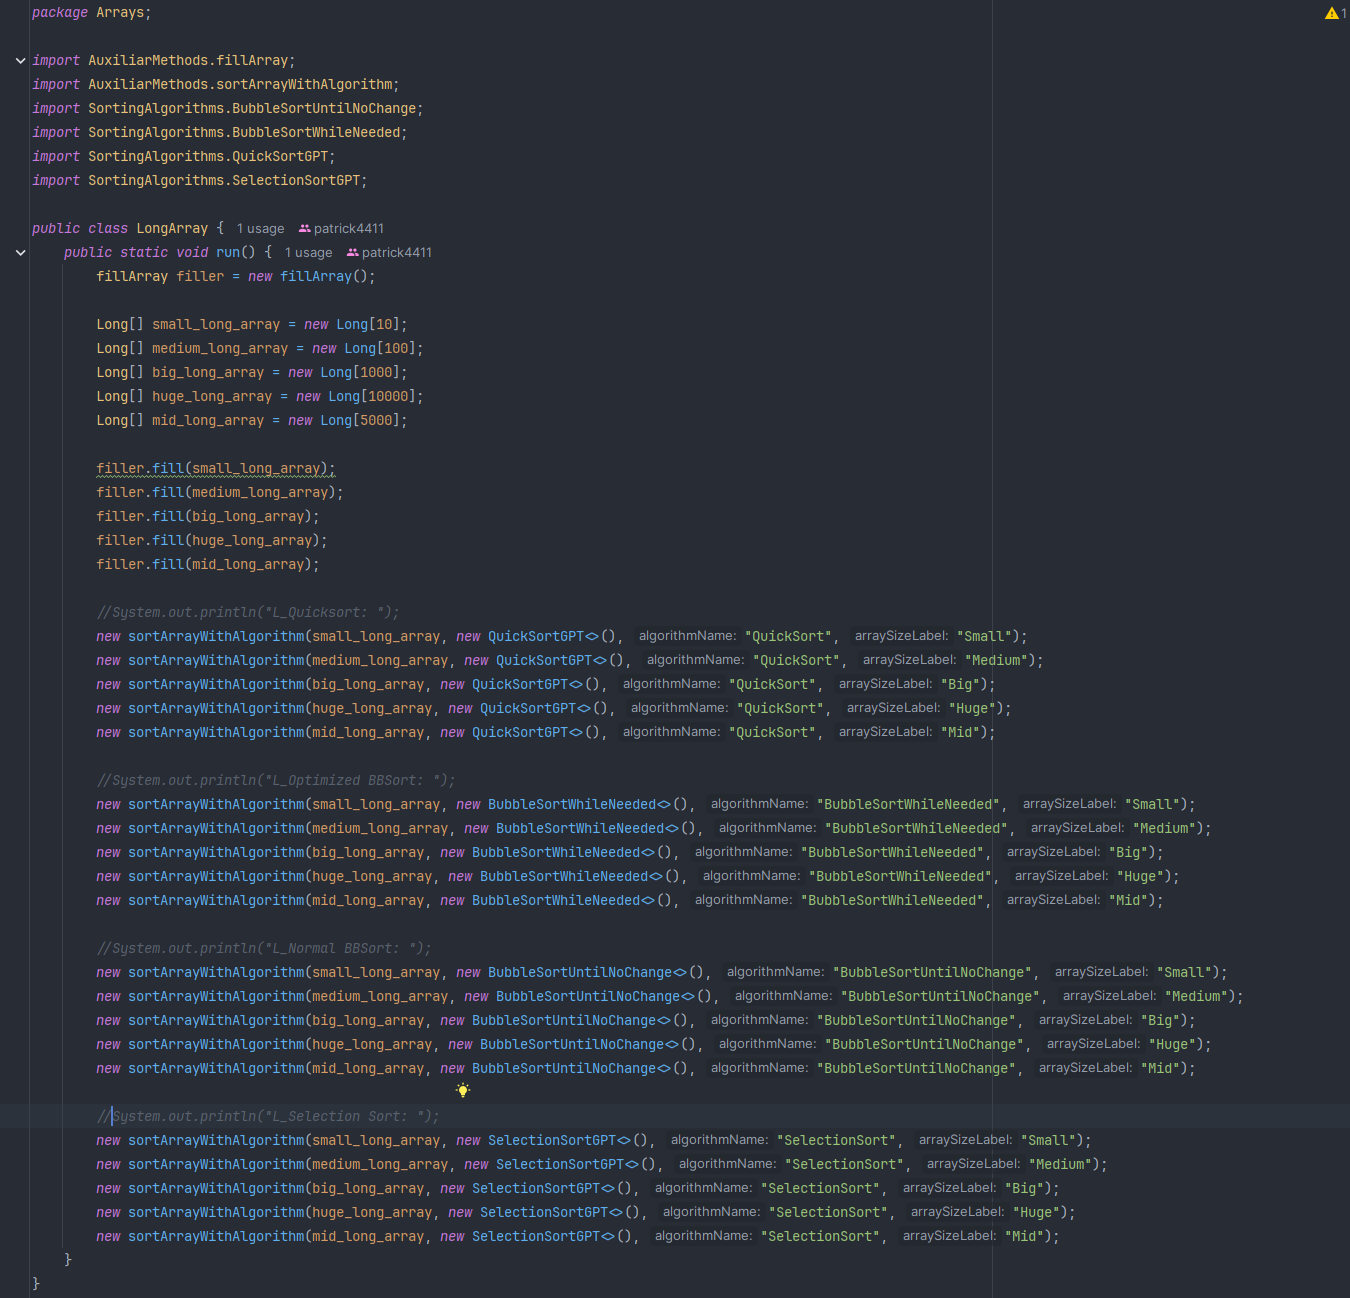 package Arrays;
1
import AuxiliarMethods.fillArray;
import AuxiliarMethods.sortArrayWithAlgorithm;
import SortingAlgorithms.BubbleSortUntilNoChange;
import SortingAlgorithms.BubbleSortWhileNeeded;
import SortingAlgorithms.QuickSortGPT;
import SortingAlgorithms.SelectionSortGPT;
public class LongArray { 1 usage patrick4411
public static void run() { 1 usage patrick4411
fillArray filler = new fillArray();
Long[] small_long_array = new Long[10];
Long[] medium_long_array = new Long[100];
Long[] big_long_array = new Long[1000];
Long[] huge_long_array = new Long[10000];
Long[] mid_long_array = new Long[5000];
filler.fill(small_long_array);
filler.fill(medium_long_array);
filler.fill(big_long_array);
filler.fill(huge_long_array);
filler.fill(mid_long_array);
//System.out.println("L_Quicksort: ");
new sortArrayWithAlgorithm(small_long_array, new QuickSortGPT<>(), algorithmName: "QuickSort", arraySizeLabel: "Small");
new sortArrayWithAlgorithm(medium_long_array, new QuickSortGPT<>(), algorithmName: "QuickSort", arraySizeLabel: "Medium");
new sortArrayWithAlgorithm(big_long_array, new QuickSortGPT<>(), algorithmName: "QuickSort", arraySizeLabel: "Big");
new sortArrayWithAlgorithm(huge_long_array, new QuickSortGPT<>(), algorithmName: "QuickSort", arraySizeLabel: "Huge");
new sortArrayWithAlgorithm(mid_long_array, new QuickSortGPT<>(), algorithmName: "QuickSort", arraySizeLabel: "Mid");
//System.out.println("L_Optimized BBSort: ");
new sortArrayWithAlgorithm(small_long_array, new BubbleSortWhileNeeded<>(), algorithmName: "BubbleSortWhileNeeded", arraySizeLabel: "Small");
new sortArrayWithAlgorithm(medium_long_array, new BubbleSortWhileNeeded<>(), algorithmName: "BubbleSortWhileNeeded", arraySizeLabel: "Medium");
new sortArrayWithAlgorithm(big_long_array, new BubbleSortWhileNeeded<>(), algorithmName: "BubbleSortWhileNeeded", arraySizeLabel: "Big");
new sortArrayWithAlgorithm(huge_long_array, new BubbleSortWhileNeeded<>(), algorithmName: "BubbleSortWhileNeeded", arraySizeLabel: "Huge");
new sortArrayWithAlgorithm(mid_long_array, new BubbleSortWhileNeeded<>(), algorithmName: "BubbleSortWhileNeeded", arraySizeLabel: "Mid");
//System.out.println("L_Normal BBSort: ");
new sortArrayWithAlgorithm(small_long_array, new BubbleSortUntilNoChange<>(), algorithmName: "BubbleSortUntilNoChange", arraySizeLabel: "Small");
new sortArrayWithAlgorithm(medium_long_array, new BubbleSortUntilNoChange<>(), algorithmName: "BubbleSortUntilNoChange", arraySizeLabel: "Medium");
new sortArrayWithAlgorithm(big_long_array, new BubbleSortUntilNoChange<>(), algorithmName: "BubbleSortUntilNoChange", arraySizeLabel: "Big");
new sortArrayWithAlgorithm(huge_long_array, new BubbleSortUntilNoChange<>(), algorithmName: "BubbleSortUntilNoChange", arraySizeLabel: "Huge");
new sortArrayWithAlgorithm(mid_long_array, new BubbleSortUntilNoChange<>(), algorithmName: "BubbleSortUntilNoChange", arraySizeLabel: "Mid");
//System.out.println("L_Selection Sort: ");
new sortArrayWithAlgorithm(small_long_array, new SelectionSortGPT<>(), algorithmName: "SelectionSort", arraySizeLabel: "Small");
new sortArrayWithAlgorithm(medium_long_array, new SelectionSortGPT<>(), algorithmName: "SelectionSort", arraySizeLabel: "Medium");
new sortArrayWithAlgorithm(big_long_array, new SelectionSortGPT<>(), algorithmName: "SelectionSort", arraySizeLabel: "Big");
new sortArrayWithAlgorithm(huge_long_array, new SelectionSortGPT<>(), algorithmName: "SelectionSort", arraySizeLabel: "Huge");
new sortArrayWithAlgorithm(mid_long_array, new SelectionSortGPT<>(), algorithmName: "SelectionSort", arraySizeLabel: "Mid");
}
}